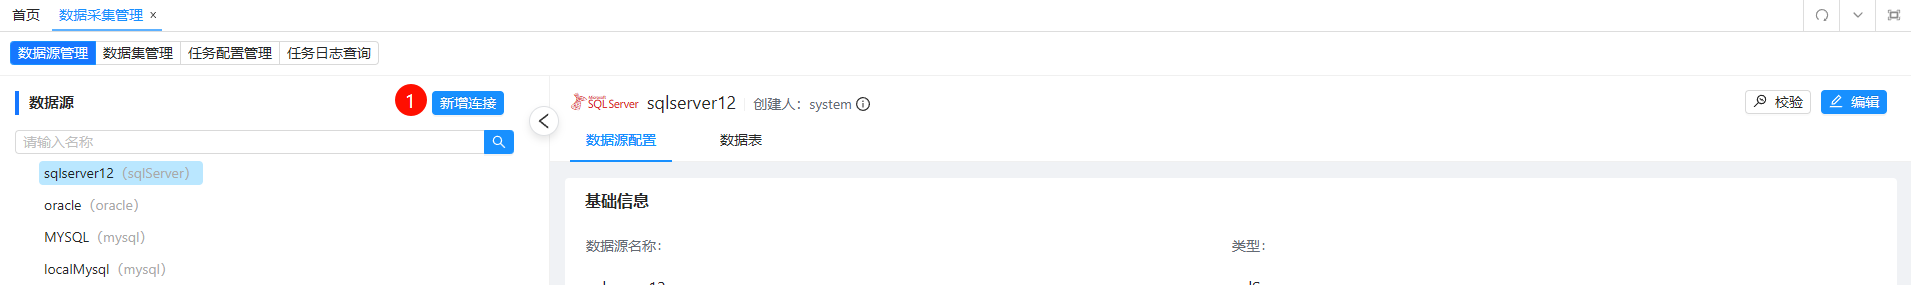 首页 数据采集管理 ×
数据源管理 数据集管理 任务配置管理 任务日志查询
数据源 1 新增连接
请输入名称
sqlserver12（sqlServer）
oracle（oracle）
MYSQL（mysql）
localMysql（mysql）
Microsoft SQL Server sqlserver12 创建人：system 校验 编辑
数据源配置 数据表
基础信息
数据源名称： 类型：